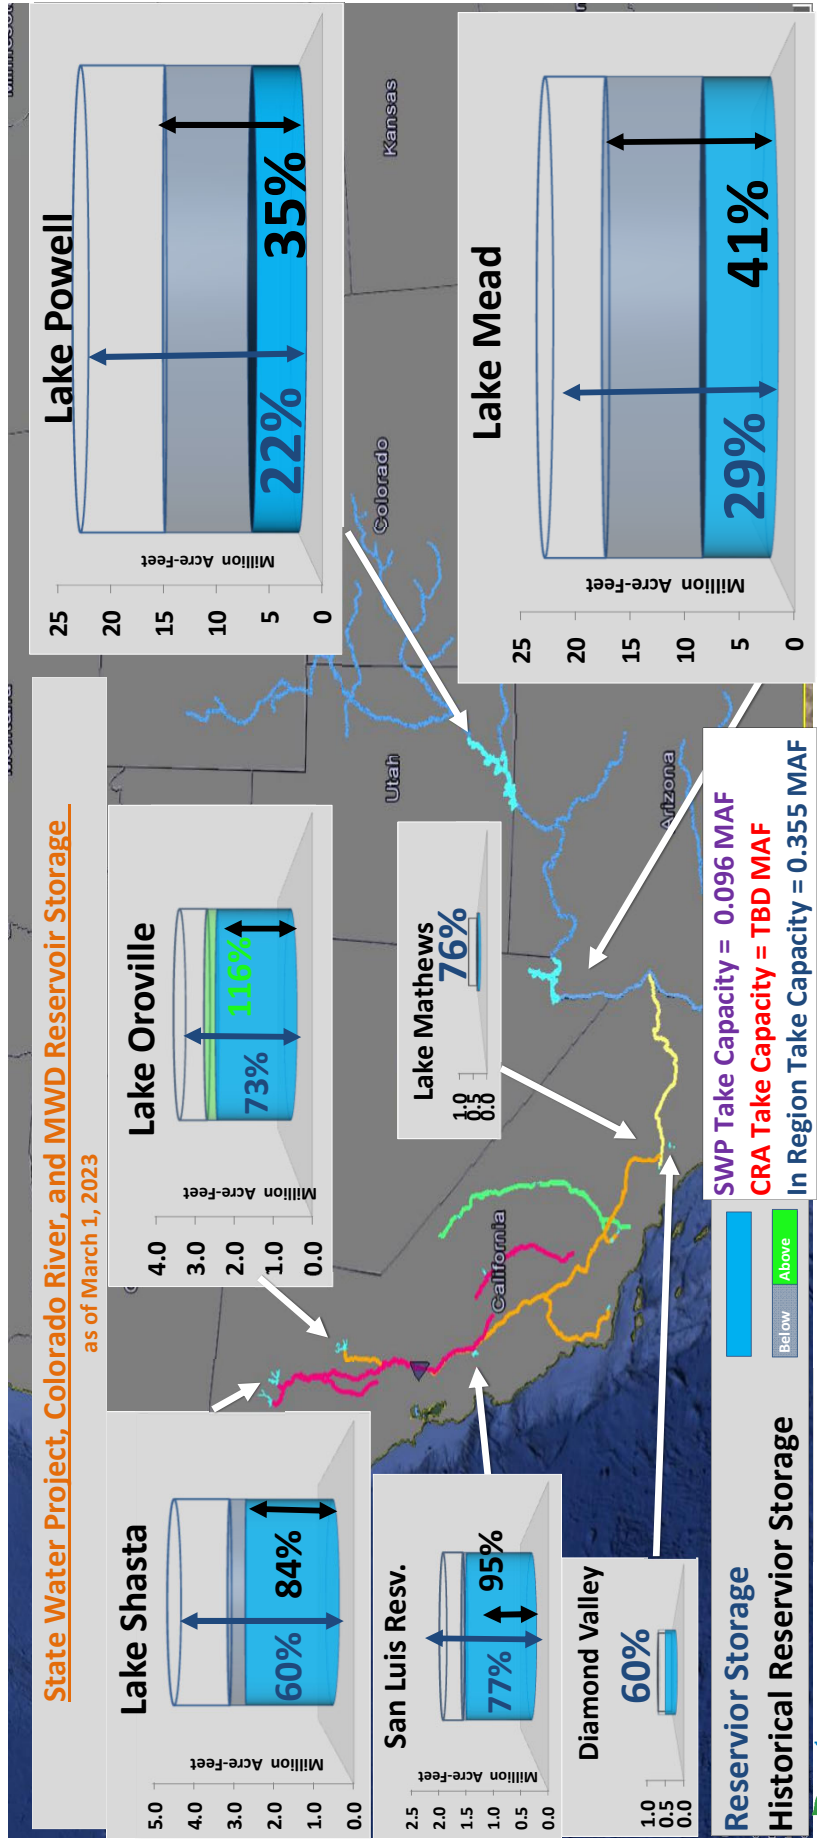 State Water Project, Colorado River, and MWD Reservoir Storage
as of March 1, 2023
Lake Shasta
Million Acre-Feet
5.0
4.0
3.0
2.0
1.0
0.0
60%
84%
Lake Oroville
Million Acre-Feet
4.0
3.0
2.0
1.0
0.0
73%
116%
Lake Powell
Million Acre-Feet
25
20
15
10
5
0
22%
35%
San Luis Resv.
Million Acre-Feet
2.5
2.0
1.5
1.0
0.5
0.0
77%
95%
Lake Mathews
1.0
0.5
0.0
76%
Lake Mead
Million Acre-Feet
25
20
15
10
5
0
29%
41%
Diamond Valley
1.0
0.5
0.0
60%
California
Utah
Colorado
Kansas
Arizona
Reservior Storage
Historical Reservior Storage
Below
Above
SWP Take Capacity = 0.096 MAF
CRA Take Capacity = TBD MAF
In Region Take Capacity = 0.355 MAF